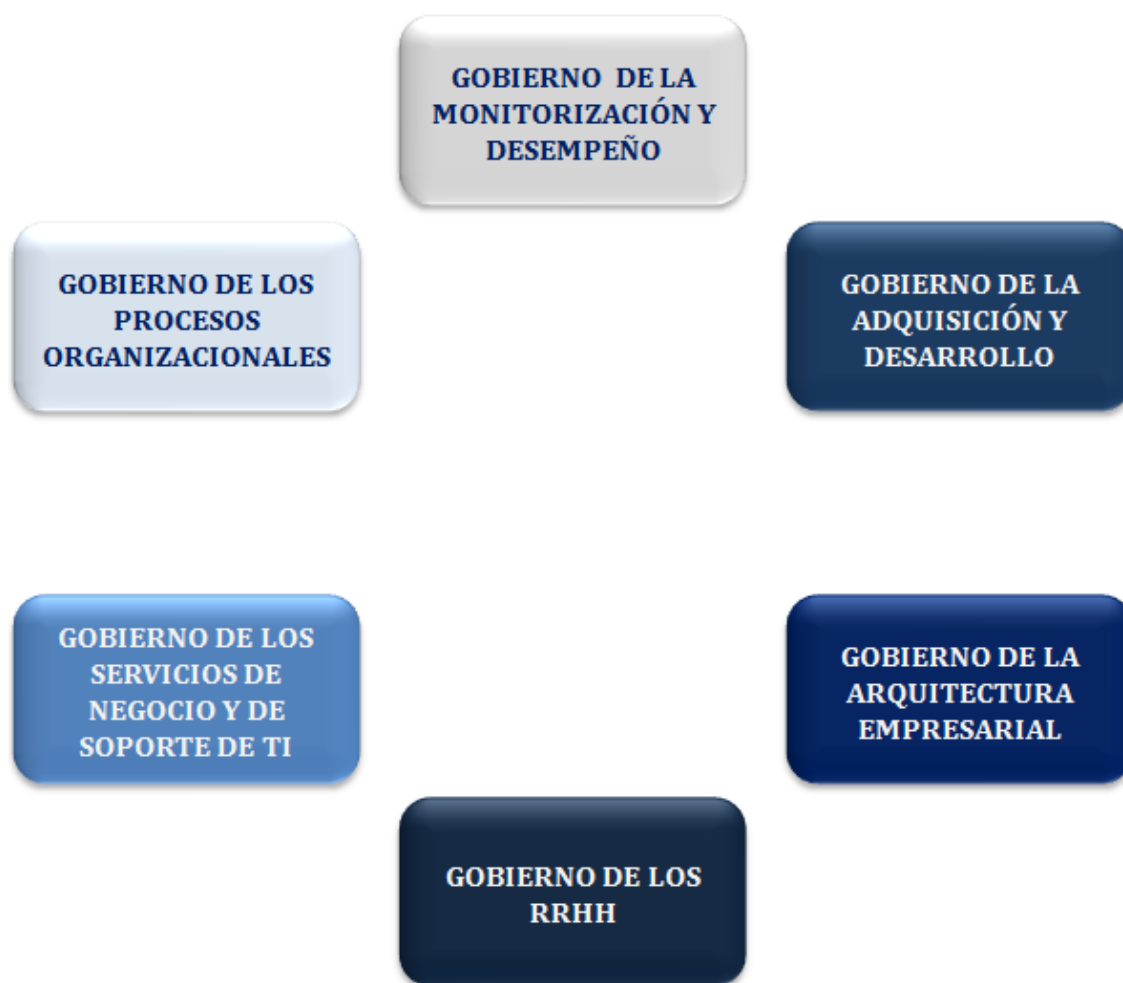 GOBIERNO DE LA
MONITORIZACIÓN Y
DESEMPEÑO
GOBIERNO DE LOS
PROCESOS
ORGANIZACIONALES
GOBIERNO DE LA
ADQUISICIÓN Y
DESARROLLO
GOBIERNO DE LOS
SERVICIOS DE
NEGOCIO Y DE
SOPORTE DE TI
GOBIERNO DE LA
ARQUITECTURA
EMPRESARIAL
GOBIERNO DE LOS
RRHH